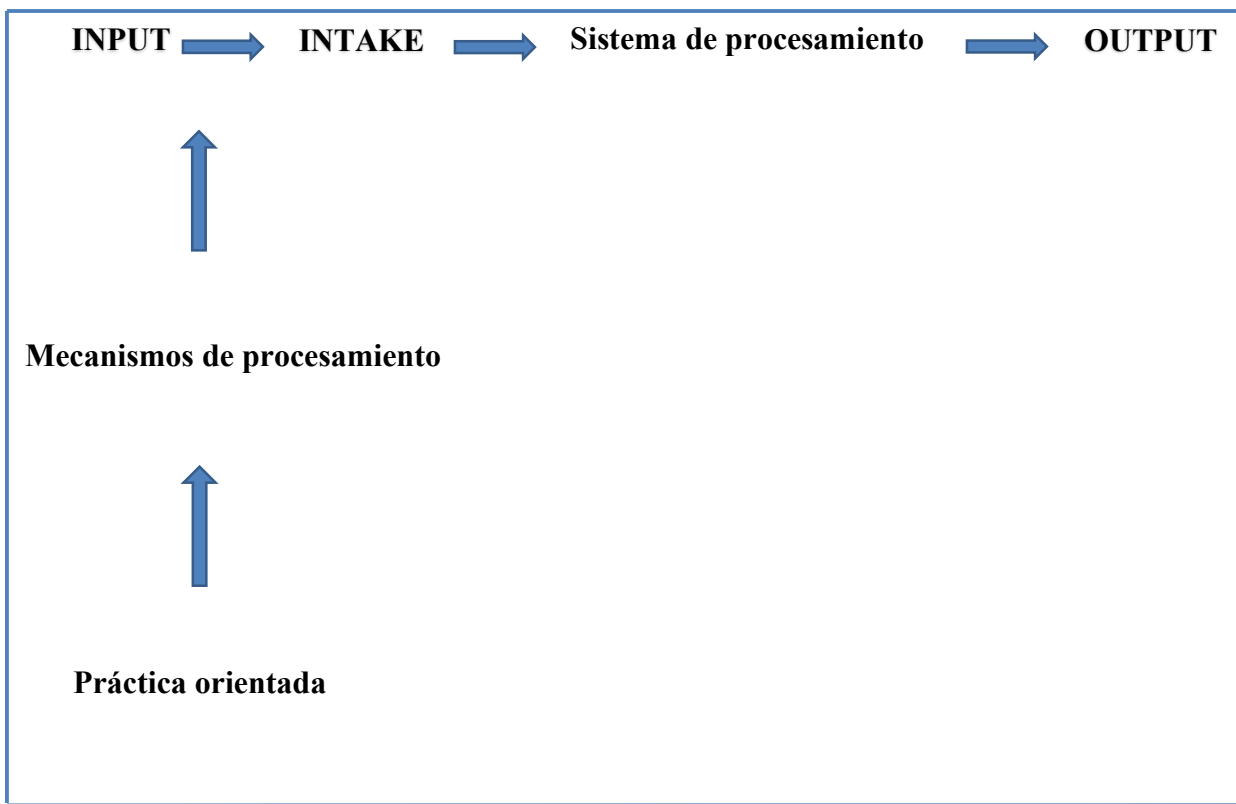 INPUT INTAKE Sistema de procesamiento OUTPUT
Mecanismos de procesamiento
Práctica orientada